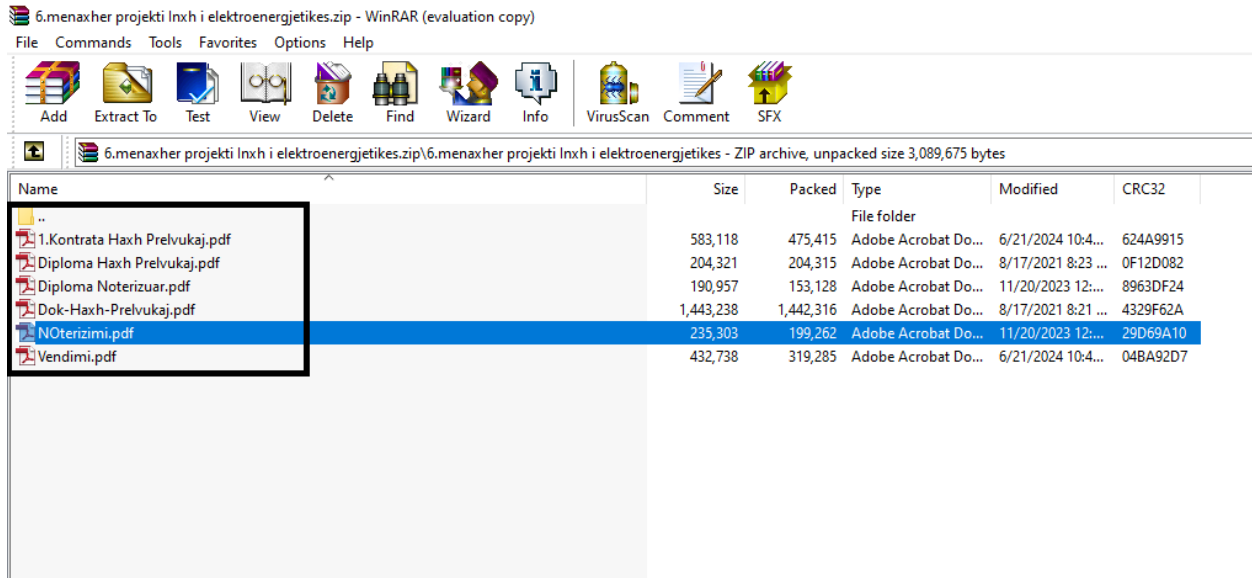 6.menaxher projekti Inxh i elektroenergjetikes.zip - WinRAR (evaluation copy)
File Commands Tools Favorites Options Help
Add Extract To Test View Delete Find Wizard Info VirusScan Comment SFX
6.menaxher projekti Inxh i elektroenergjetikes.zip\6.menaxher projekti Inxh i elektroenergjetikes - ZIP archive, unpacked size 3,089,675 bytes
Name Size Packed Type Modified CRC32
.. File folder
1.Kontrata Haxh Prelvukaj.pdf 583,118 475,415 Adobe Acrobat Do... 6/21/2024 10:4... 624A9915
Diploma Haxh Prelvukaj.pdf 204,321 204,315 Adobe Acrobat Do... 8/17/2021 8:23 ... 0F12D082
Diploma Noterizuar.pdf 190,957 153,128 Adobe Acrobat Do... 11/20/2023 12:... 8963DF24
Dok-Haxh-Prelvukaj.pdf 1,443,238 1,442,316 Adobe Acrobat Do... 8/17/2021 8:21 ... 4329F62A
NOterizimi.pdf 235,303 199,262 Adobe Acrobat Do... 11/20/2023 12:... 29D69A10
Vendimi.pdf 432,738 319,285 Adobe Acrobat Do... 6/21/2024 10:4... 04BA92D7